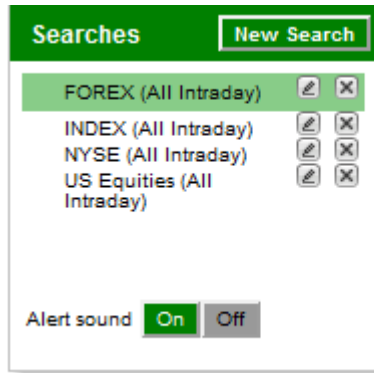 Searches New Search
FOREX (All Intraday)
INDEX (All Intraday)
NYSE (All Intraday)
US Equities (All
Intraday)
Alert sound On Off